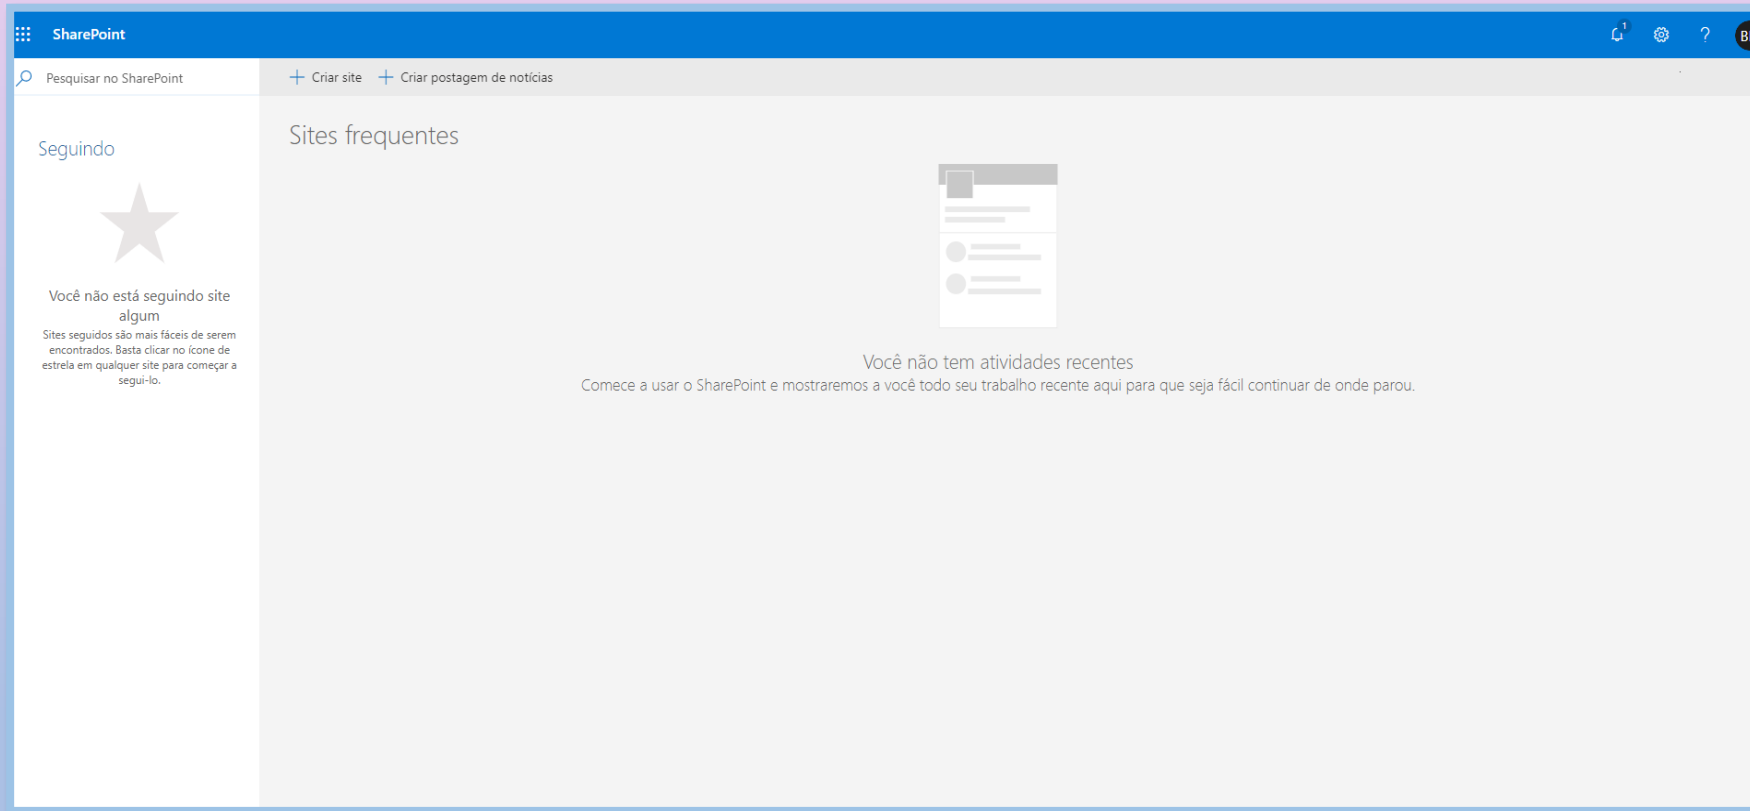 SharePoint
1
?
Pesquisar no SharePoint
Criar site
Criar postagem de notícias
Seguindo
Você não está seguindo site
algum
Sites seguidos são mais fáceis de serem
encontrados. Basta clicar no ícone de
estrela em qualquer site para começar a
segui-lo.
Sites frequentes
Você não tem atividades recentes
Comece a usar o SharePoint e mostraremos a você todo seu trabalho recente aqui para que seja fácil continuar de onde parou.